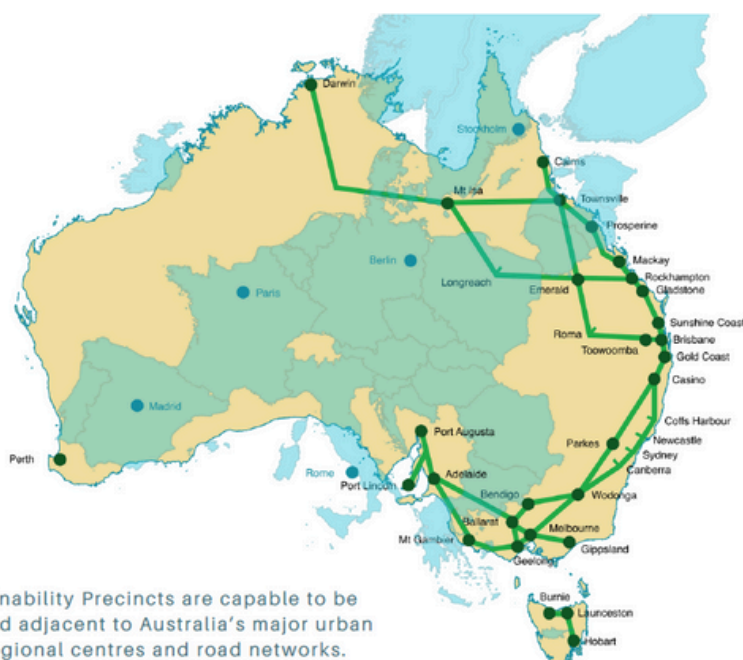 Darwin
Stockholm
Cairns
Mt Isa
Townsville
Prosperine
Berlin
Mackay
Longreach
Emerald
Rockhampton
Gladstone
Paris
Sunshine Coast
Roma
Brisbane
Toowoomba
Gold Coast
Casino
Madrid
Coffs Harbour
Port Augusta
Parkes
Newcastle
Sydney
Perth
Canberra
Rome
Adelaide
Port Lincoln
Bendigo
Wodonga
Ballarat
Melbourne
Mt Gambier
Gippsland
Geelong
nability Precincts are capable to be
d adjacent to Australia's major urban
gional centres and road networks.
Burnie
Launceston
Hobart